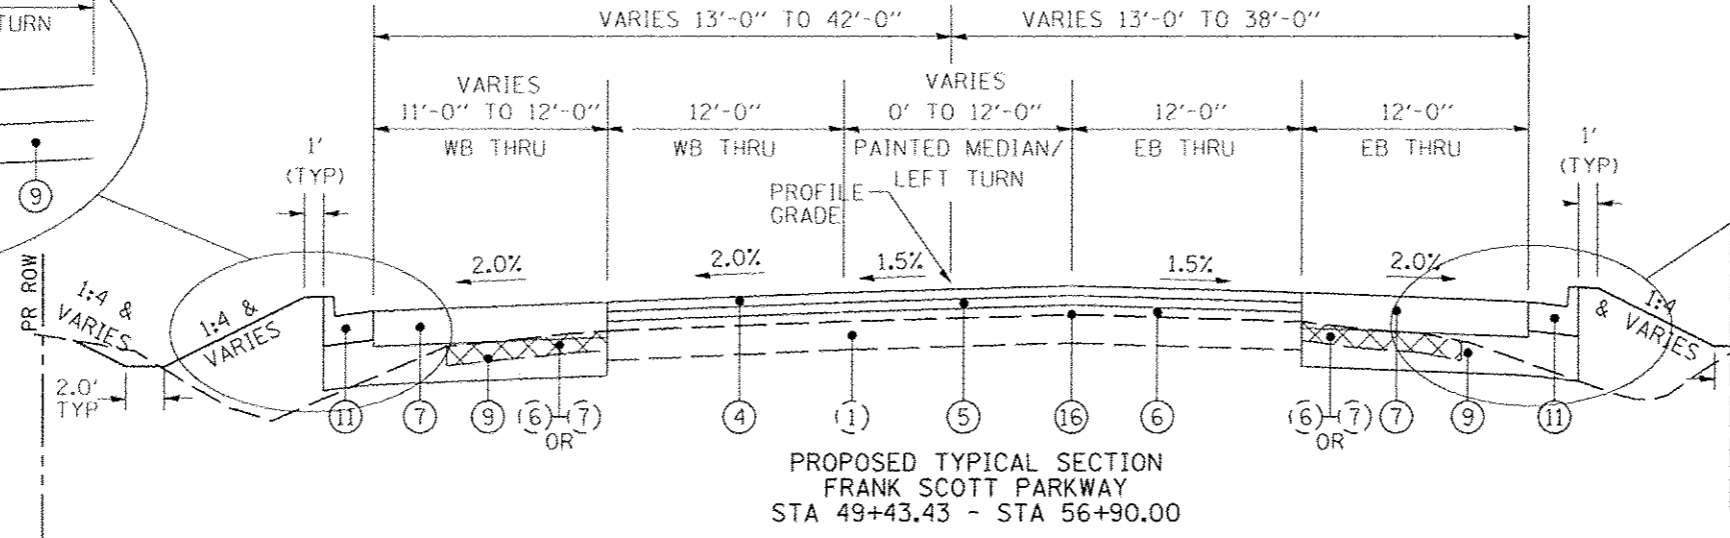 TURN
VARIES 13'-0" TO 42'-0"
VARIES 13'-0' TO 38'-0"
VARIES
11'-0" TO 12'-0"
WB THRU
12'-0"
WB THRU
VARIES
0' TO 12'-0"
PAINTED MEDIAN/
LEFT TURN
12'-0"
EB THRU
12'-0"
EB THRU
1'
(TYP)
1'
(TYP)
9
PROFILE
GRADE
PR ROW
1:4 &
VARIES
1:4 &
VARIES
2.0%
2.0%
1.5%
1.5%
2.0%
1:4
& VARIES
2.0'
TYP
11
7
9
(6)-(7)
OR
4
(1)
5
16
6
(6)-(7)
OR
7
9
11
PROPOSED TYPICAL SECTION
FRANK SCOTT PARKWAY
STA 49+43.43 - STA 56+90.00